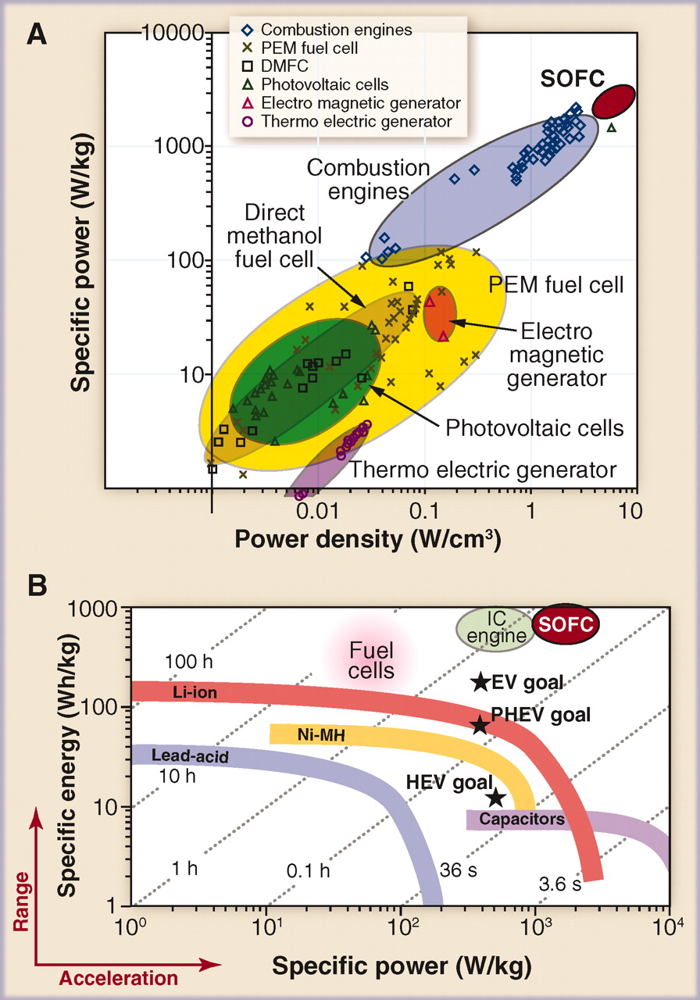 A
Combustion engines
PEM fuel cell
DMFC
Photovoltaic cells
Electro magnetic generator
Thermo electric generator
10000
1000
100
10
Specific power (W/kg)
SOFC
Combustion
engines
Direct
methanol
fuel cell
PEM fuel cell
Electro
magnetic
generator
Photovoltaic cells
Thermo electric generator
0.01
0.1
1
10
Power density (W/cm³)
B
1000
100
10
1
Specific energy (Wh/kg)
IC
engine
SOFC
Fuel
cells
100 h
Li-ion
EV goal
PHEV goal
Ni-MH
Lead-acid
10 h
HEV goal
Capacitors
1 h
0.1 h
36 s
3.6 s
10⁰
10¹
10²
10³
10⁴
Specific power (W/kg)
Range
Acceleration